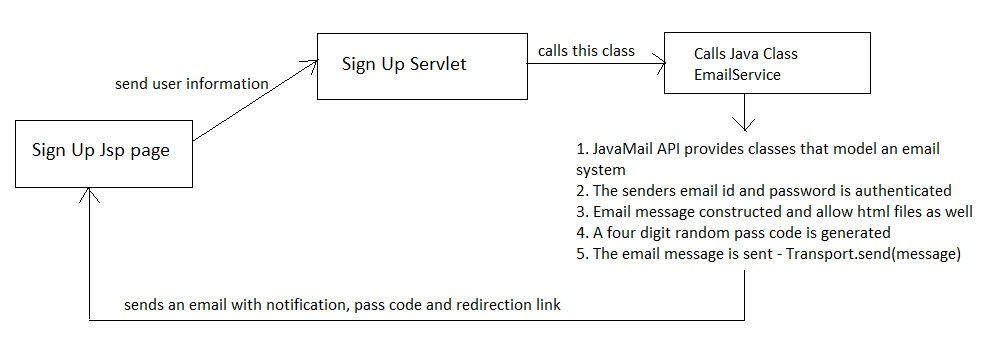 Sign Up Jsp page
send user information
Sign Up Servlet
calls this class
Calls Java Class
EmailService
1. JavaMail API provides classes that model an email
system
2. The senders email id and password is authenticated
3. Email message constructed and allow html files as well
4. A four digit random pass code is generated
5. The email message is sent - Transport.send(message)
sends an email with notification, pass code and redirection link